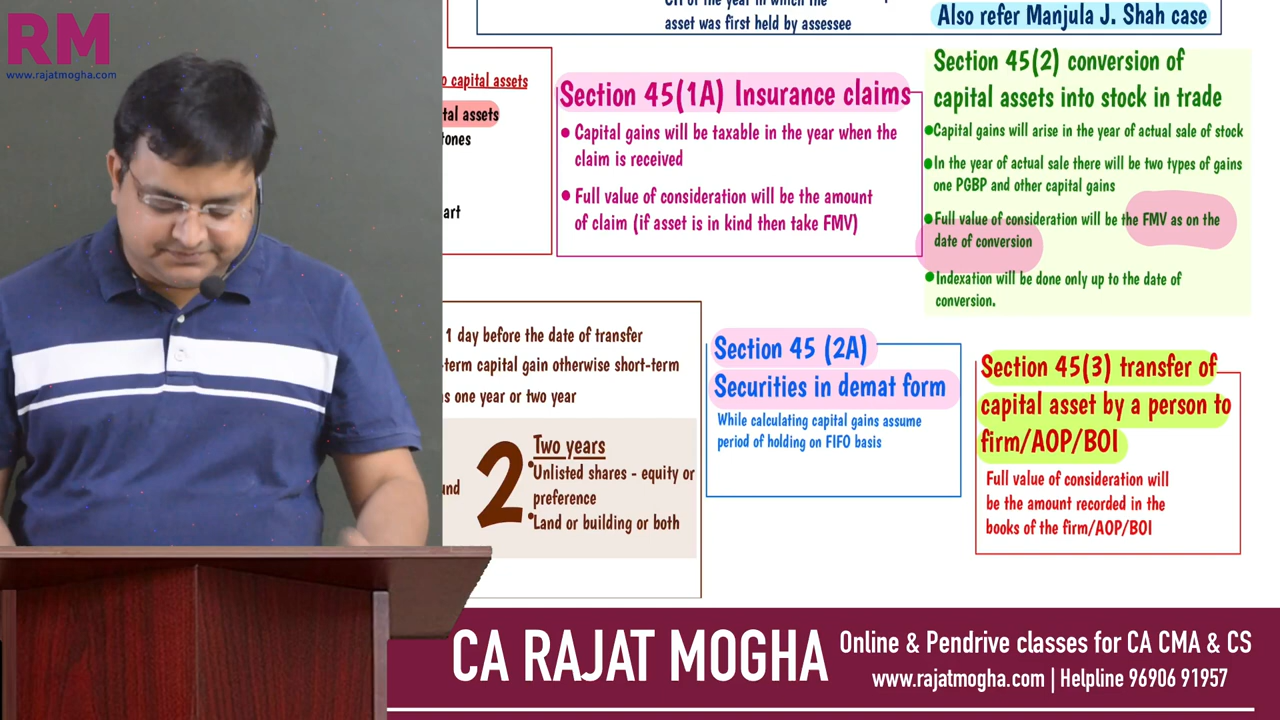 RM
www.rajatmogha.com
asset was first held by assessee
Also refer Manjula J. Shah case
o capital assets
tal assets
tones
art
Section 45(1A) Insurance claims
• Capital gains will be taxable in the year when the
claim is received
• Full value of consideration will be the amount
of claim (if asset is in kind then take FMV)
Section 45(2) conversion of
capital assets into stock in trade
• Capital gains will arise in the year of actual sale of stock
• In the year of actual sale there will be two types of gains
one PGBP and other capital gains
• Full value of consideration will be the FMV as on the
date of conversion
• Indexation will be done only up to the date of
conversion.
1 day before the date of transfer
-term capital gain otherwise short-term
s one year or two year
und
2
Two years
• Unlisted shares - equity or
preference
• Land or building or both
Section 45 (2A)
Securities in demat form
While calculating capital gains assume
period of holding on FIFO basis
Section 45(3) transfer of
capital asset by a person to
firm/AOP/BOI
Full value of consideration will
be the amount recorded in the
books of the firm/AOP/BOI
CA RAJAT MOGHA
Online & Pendrive classes for CA CMA & CS
www.rajatmogha.com | Helpline 96906 91957